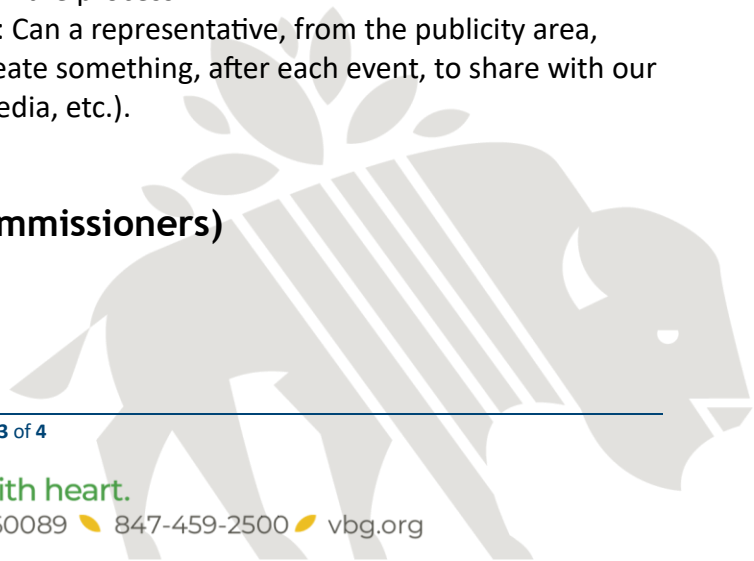 : Can a representative, from the publicity area,
eate something, after each event, to share with our
edia, etc.).
mmissioners)
3 of 4
ith heart.
60089 847-459-2500 vbg.org